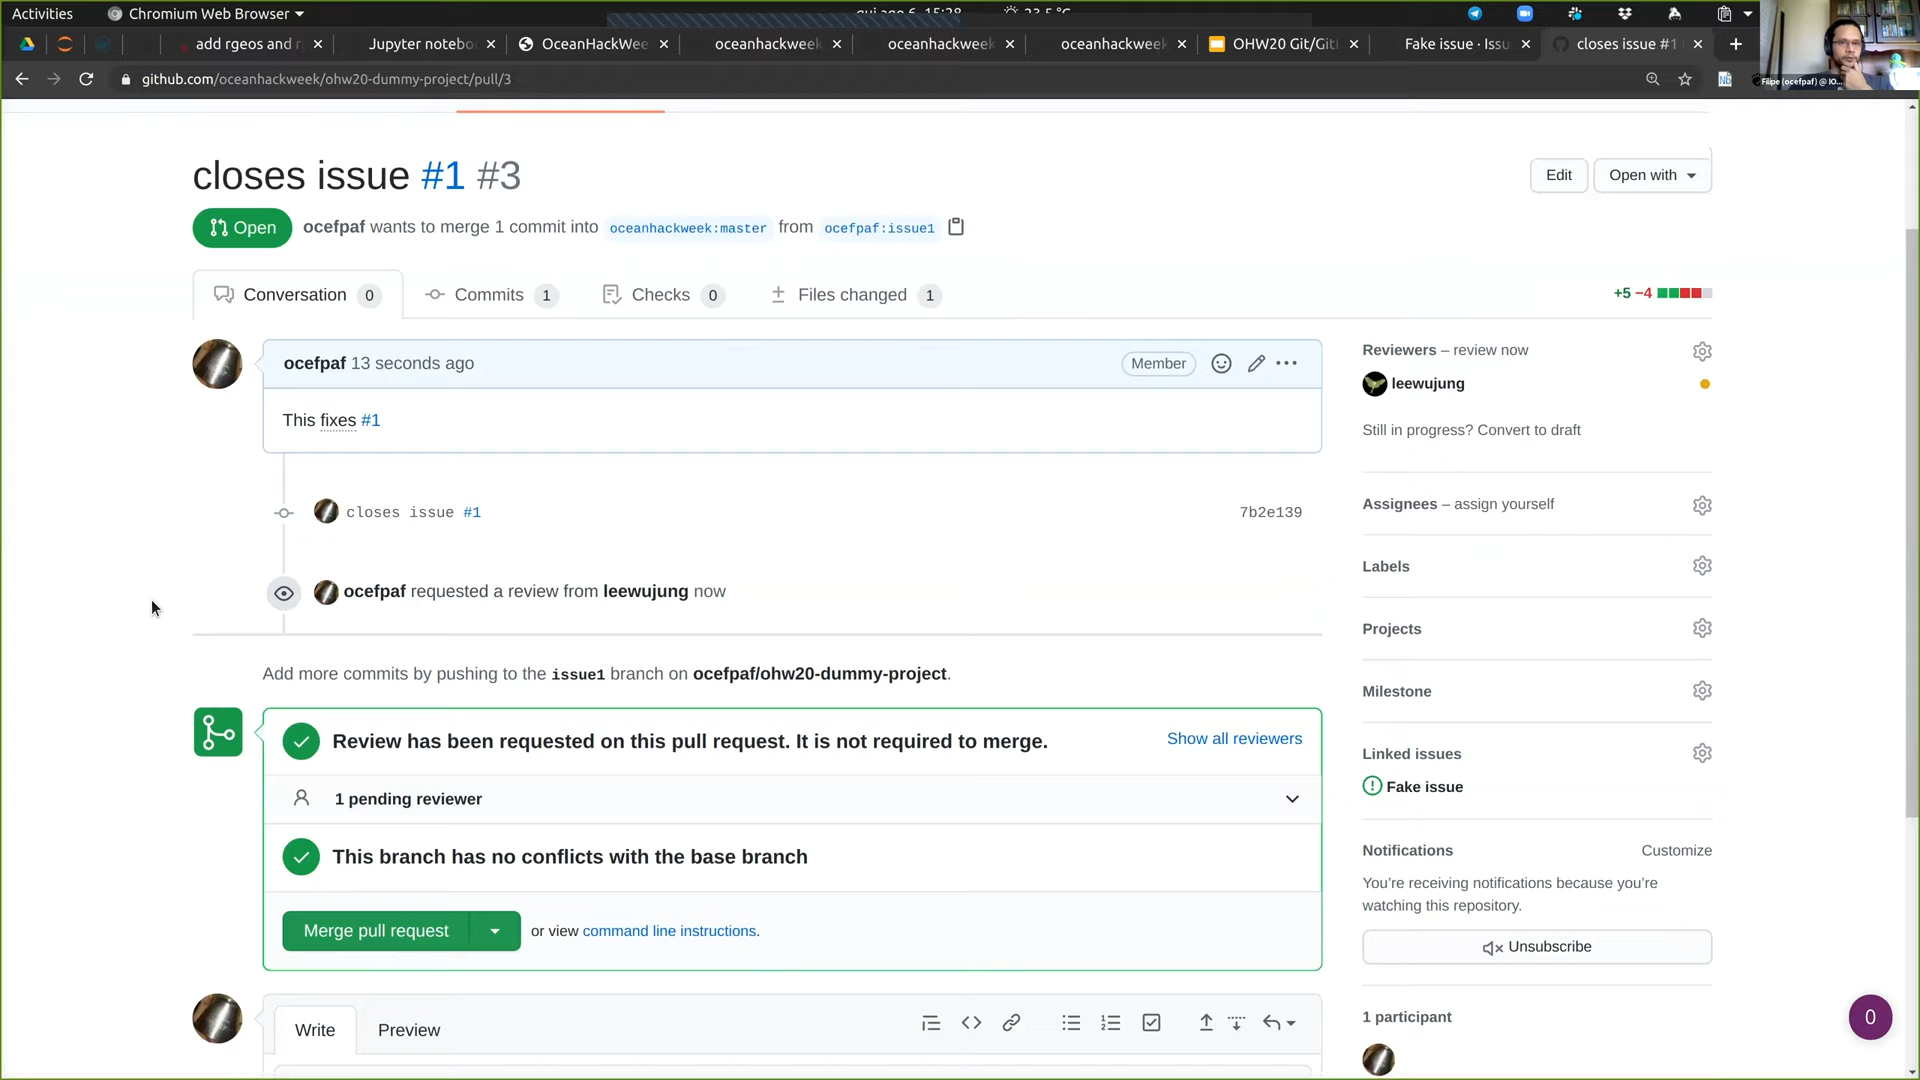 Activities
Chromium Web Browser
add rgeos and r
Jupyter notebo
OceanHackWee
oceanhackweek
oceanhackweek
oceanhackweek
OHW20 Git/Git
Fake issue · Issu
closes issue #1
github.com/oceanhackweek/ohw20-dummy-project/pull/3
Filipe (ocefpaf) @ IO...
closes issue #1 #3
Edit
Open with
Open
ocefpaf wants to merge 1 commit into oceanhackweek:master from ocefpaf:issue1
Conversation 0
Commits 1
Checks 0
Files changed 1
+5 −4
ocefpaf 13 seconds ago
Member
This fixes #1
closes issue #1
7b2e139
ocefpaf requested a review from leewujung now
Add more commits by pushing to the issue1 branch on ocefpaf/ohw20-dummy-project.
Review has been requested on this pull request. It is not required to merge.
Show all reviewers
1 pending reviewer
This branch has no conflicts with the base branch
Merge pull request
or view command line instructions.
Write
Preview
Reviewers – review now
leewujung
Still in progress? Convert to draft
Assignees – assign yourself
Labels
Projects
Milestone
Linked issues
Fake issue
Notifications
Customize
You're receiving notifications because you're
watching this repository.
Unsubscribe
1 participant
0